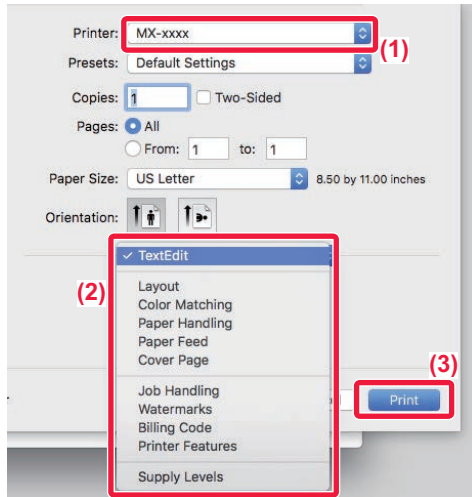 Printer: MX-xxxx (1)
Presets: Default Settings
Copies: 1 Two-Sided
Pages: All
From: 1 to: 1
Paper Size: US Letter 8.50 by 11.00 inches
Orientation:
(2)
✓ TextEdit
Layout
Color Matching
Paper Handling
Paper Feed
Cover Page
Job Handling
Watermarks
Billing Code
Printer Features
Supply Levels
(3)
Print